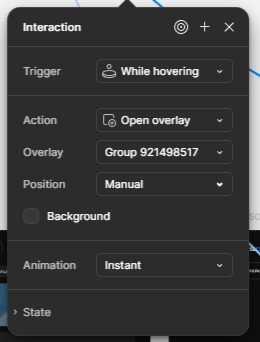 Interaction
Trigger While hovering
Action Open overlay
Overlay Group 921498517
Position Manual
Background
Animation Instant
State